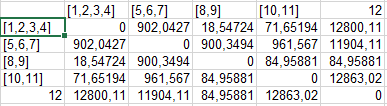 [1,2,3,4] [5,6,7] [8,9] [10,11] 12
[1,2,3,4] 0 902,0427 18,54724 71,65194 12800,11
[5,6,7] 902,0427 0 900,3494 961,567 11904,11
[8,9] 18,54724 900,3494 0 84,95881 84,95881
[10,11] 71,65194 961,567 84,95881 0 12863,02
12 12800,11 11904,11 84,95881 12863,02 0